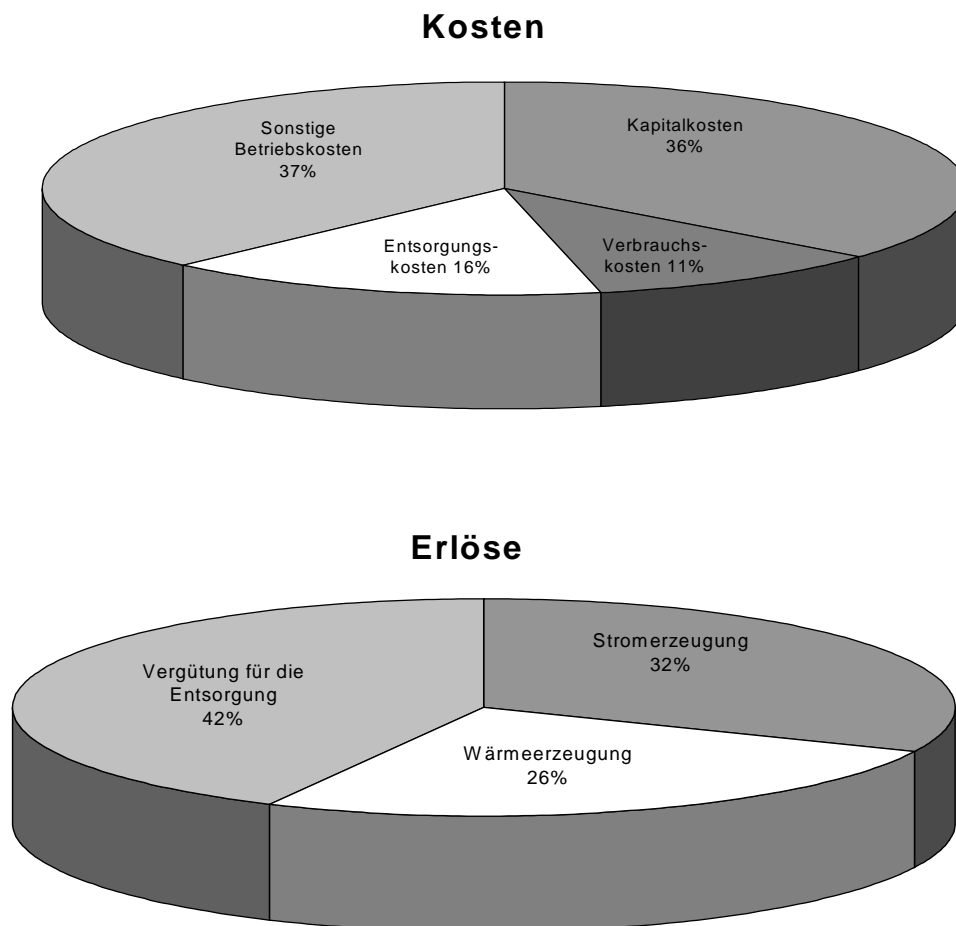 Kosten
Sonstige
Betriebskosten
37%
Kapitalkosten
36%
Entsorgungs-
kosten 16%
Verbrauchs-
kosten 11%
Erlöse
Vergütung für die
Entsorgung
42%
Stromerzeugung
32%
Wärmeerzeugung
26%